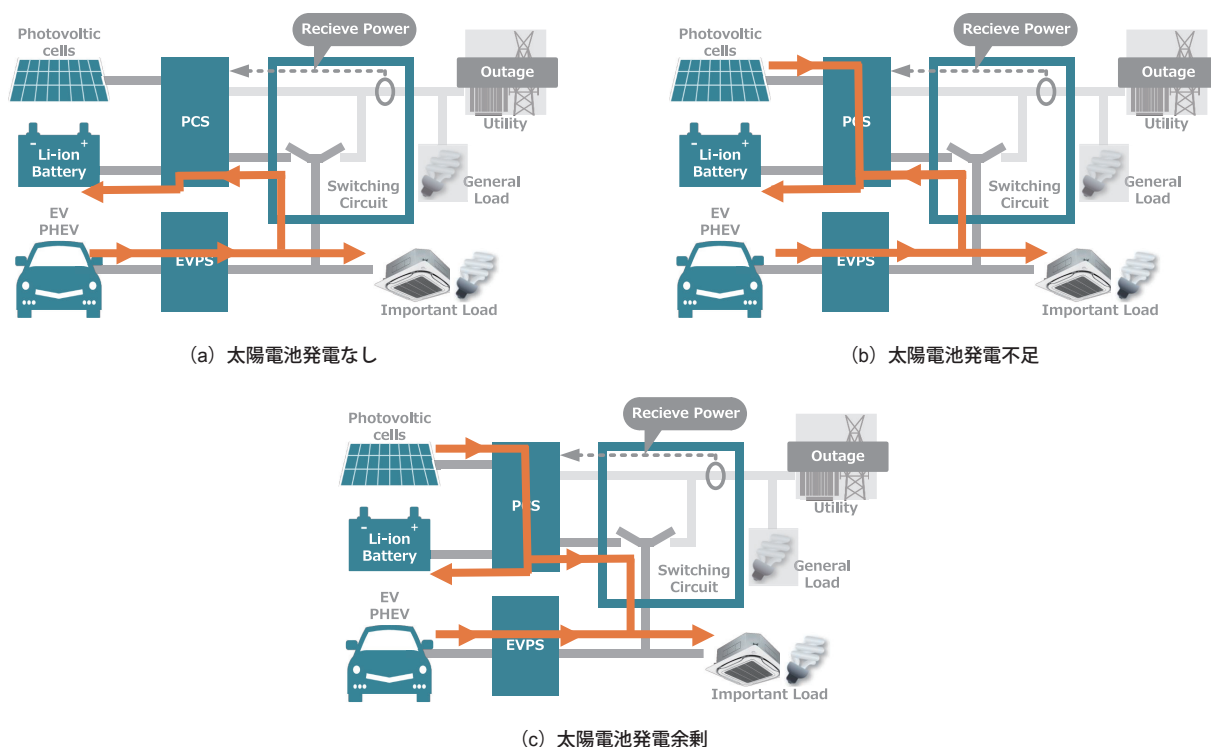 Photovoltic
cells
Recieve Power
Outage
Utility
PCS
- +
Li-ion
Battery
Switching
Circuit
General
Load
EV
PHEV
EVPS
Important Load
(a) 太陽電池発電なし
Photovoltic
cells
Recieve Power
Outage
Utility
PCS
- +
Li-ion
Battery
Switching
Circuit
General
Load
EV
PHEV
EVPS
Important Load
(b) 太陽電池発電不足
Photovoltic
cells
Recieve Power
Outage
Utility
PCS
- +
Li-ion
Battery
Switching
Circuit
General
Load
EV
PHEV
EVPS
Important Load
(c) 太陽電池発電余剰